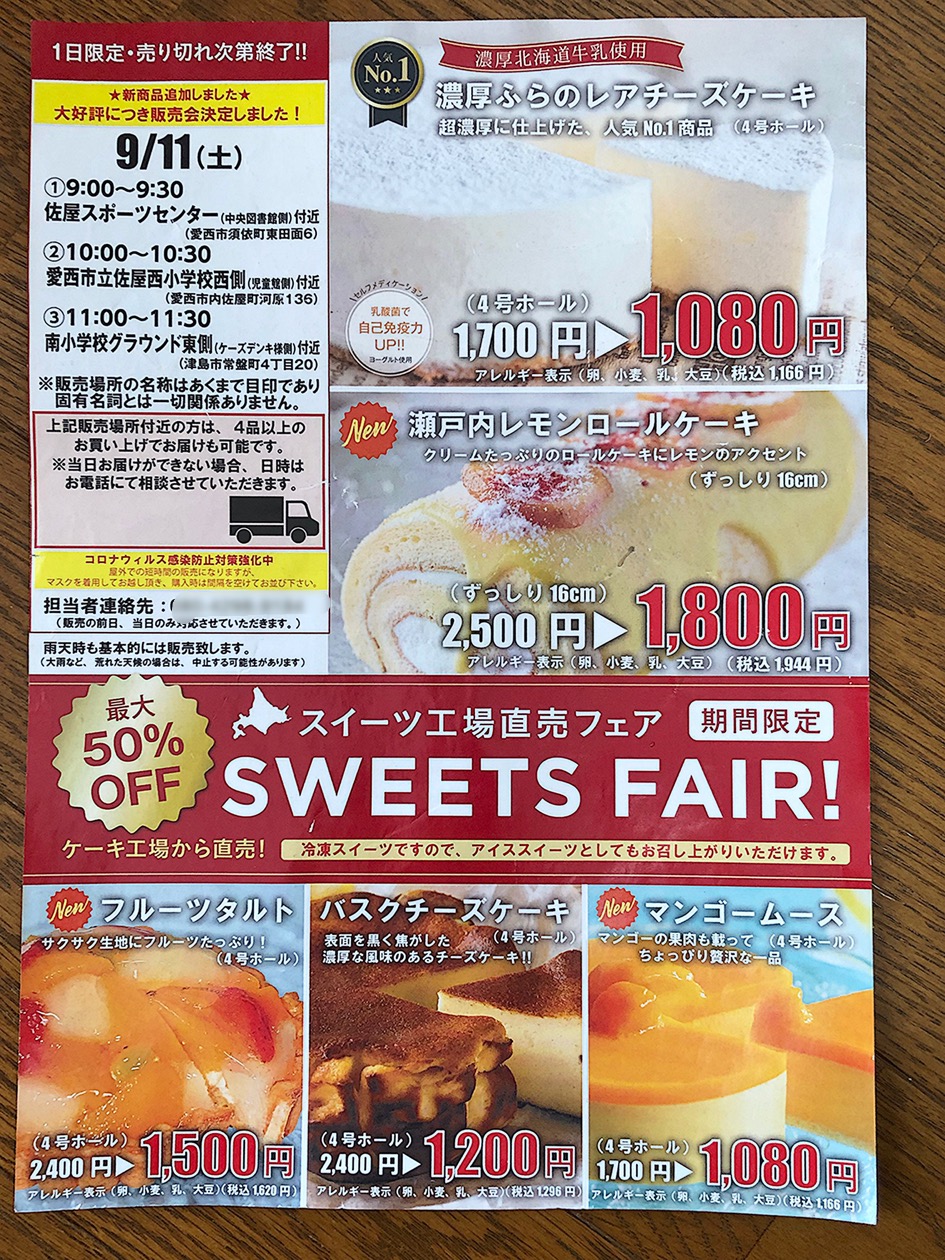 1日限定・売り切れ次第終了!!
★新商品追加しました★
大好評につき販売会決定しました！
9/11(土)
①9:00～9:30
佐屋スポーツセンター(中央図書館側)付近
(愛西市須依町東田面6)
②10:00～10:30
愛西市立佐屋西小学校西側(児童館側)付近
(愛西市内佐屋町河原136)
③11:00～11:30
南小学校グラウンド東側(ケーズデンキ様側)付近
(津島市常盤町4丁目20)
※販売場所の名称はあくまで目印であり
固有名詞とは一切関係ありません。
上記販売場所付近の方は、4品以上の
お買い上げでお届けも可能です。
※当日お届けができない場合、日時は
お電話にて相談させていただきます。
コロナウィルス感染防止対策強化中
屋外での短時間の販売になりますが、
マスクを着用してお越し頂き、購入時は間隔を空けてお並び下さい。
担当者連絡先：
(販売の前日、当日のみ対応させていただきます。)
雨天時も基本的には販売致します。
(大雨など、荒れた天候の場合は、中止する可能性があります)
人気
No.1
濃厚北海道牛乳使用
濃厚ふらのレアチーズケーキ
超濃厚に仕上げた、人気No.1商品 (4号ホール)
セルフメディケーション
乳酸菌で
自己免疫力
UP!!
ヨーグルト使用
(4号ホール)
1,700円▶1,080円
アレルギー表示(卵、小麦、乳、大豆)(税込1,166円)
New
瀬戸内レモンロールケーキ
クリームたっぷりのロールケーキにレモンのアクセント
(ずっしり16cm)
(ずっしり16cm)
2,500円▶1,800円
アレルギー表示(卵、小麦、乳、大豆) (税込1,944円)
最大
50%
OFF
スイーツ工場直売フェア 期間限定
SWEETS FAIR!
ケーキ工場から直売！ 冷凍スイーツですので、アイススイーツとしてもお召し上がりいただけます。
New フルーツタルト
サクサク生地にフルーツたっぷり！
(4号ホール)
(4号ホール)
2,400円▶1,500円
アレルギー表示(卵、小麦、乳、大豆)(税込1,620円)
バスクチーズケーキ
表面を黒く焦がした (4号ホール)
濃厚な風味のあるチーズケーキ!!
(4号ホール)
2,400円▶1,200円
アレルギー表示(卵、小麦、乳、大豆)(税込1,296円)
New マンゴームース
マンゴーの果肉も載って (4号ホール)
ちょっぴり贅沢な一品
(4号ホール)
1,700円▶1,080円
アレルギー表示(卵、小麦、乳、大豆)(税込1,166円)